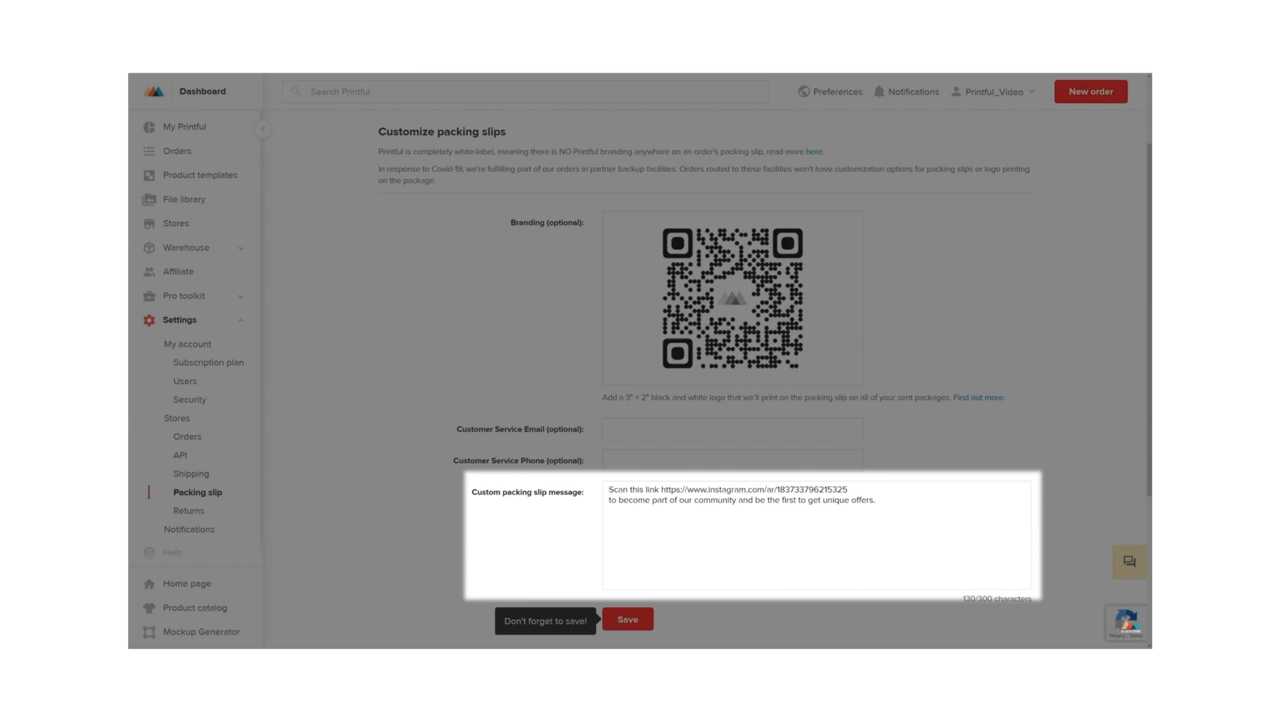 Dashboard
Search Printful
Preferences
Notifications
Printful_Video
New order
My Printful
Orders
Product templates
File library
Stores
Warehouse
Affiliate
Pro toolkit
Settings
My account
Subscription plan
Users
Security
Stores
Orders
API
Shipping
Packing slip
Returns
Notifications
Help
Home page
Product catalog
Mockup Generator
Customize packing slips
Printful is completely white-label, meaning there is NO Printful branding anywhere on an order's packing slip, read more here.
In response to Covid-19, we're fulfilling part of our orders in partner backup facilities. Orders routed to these facilities won't have customization options for packing slips or logo printing
on the package.
Branding (optional):
Add a 3" × 2" black and white logo that we'll print on the packing slip on all of your sent packages. Find out more.
Customer Service Email (optional):
Customer Service Phone (optional):
Custom packing slip message:
Scan this link https://www.instagram.com/ar/183733796215325
to become part of our community and be the first to get unique offers.
130/300 characters
Don't forget to save!
Save
Privacy - Terms